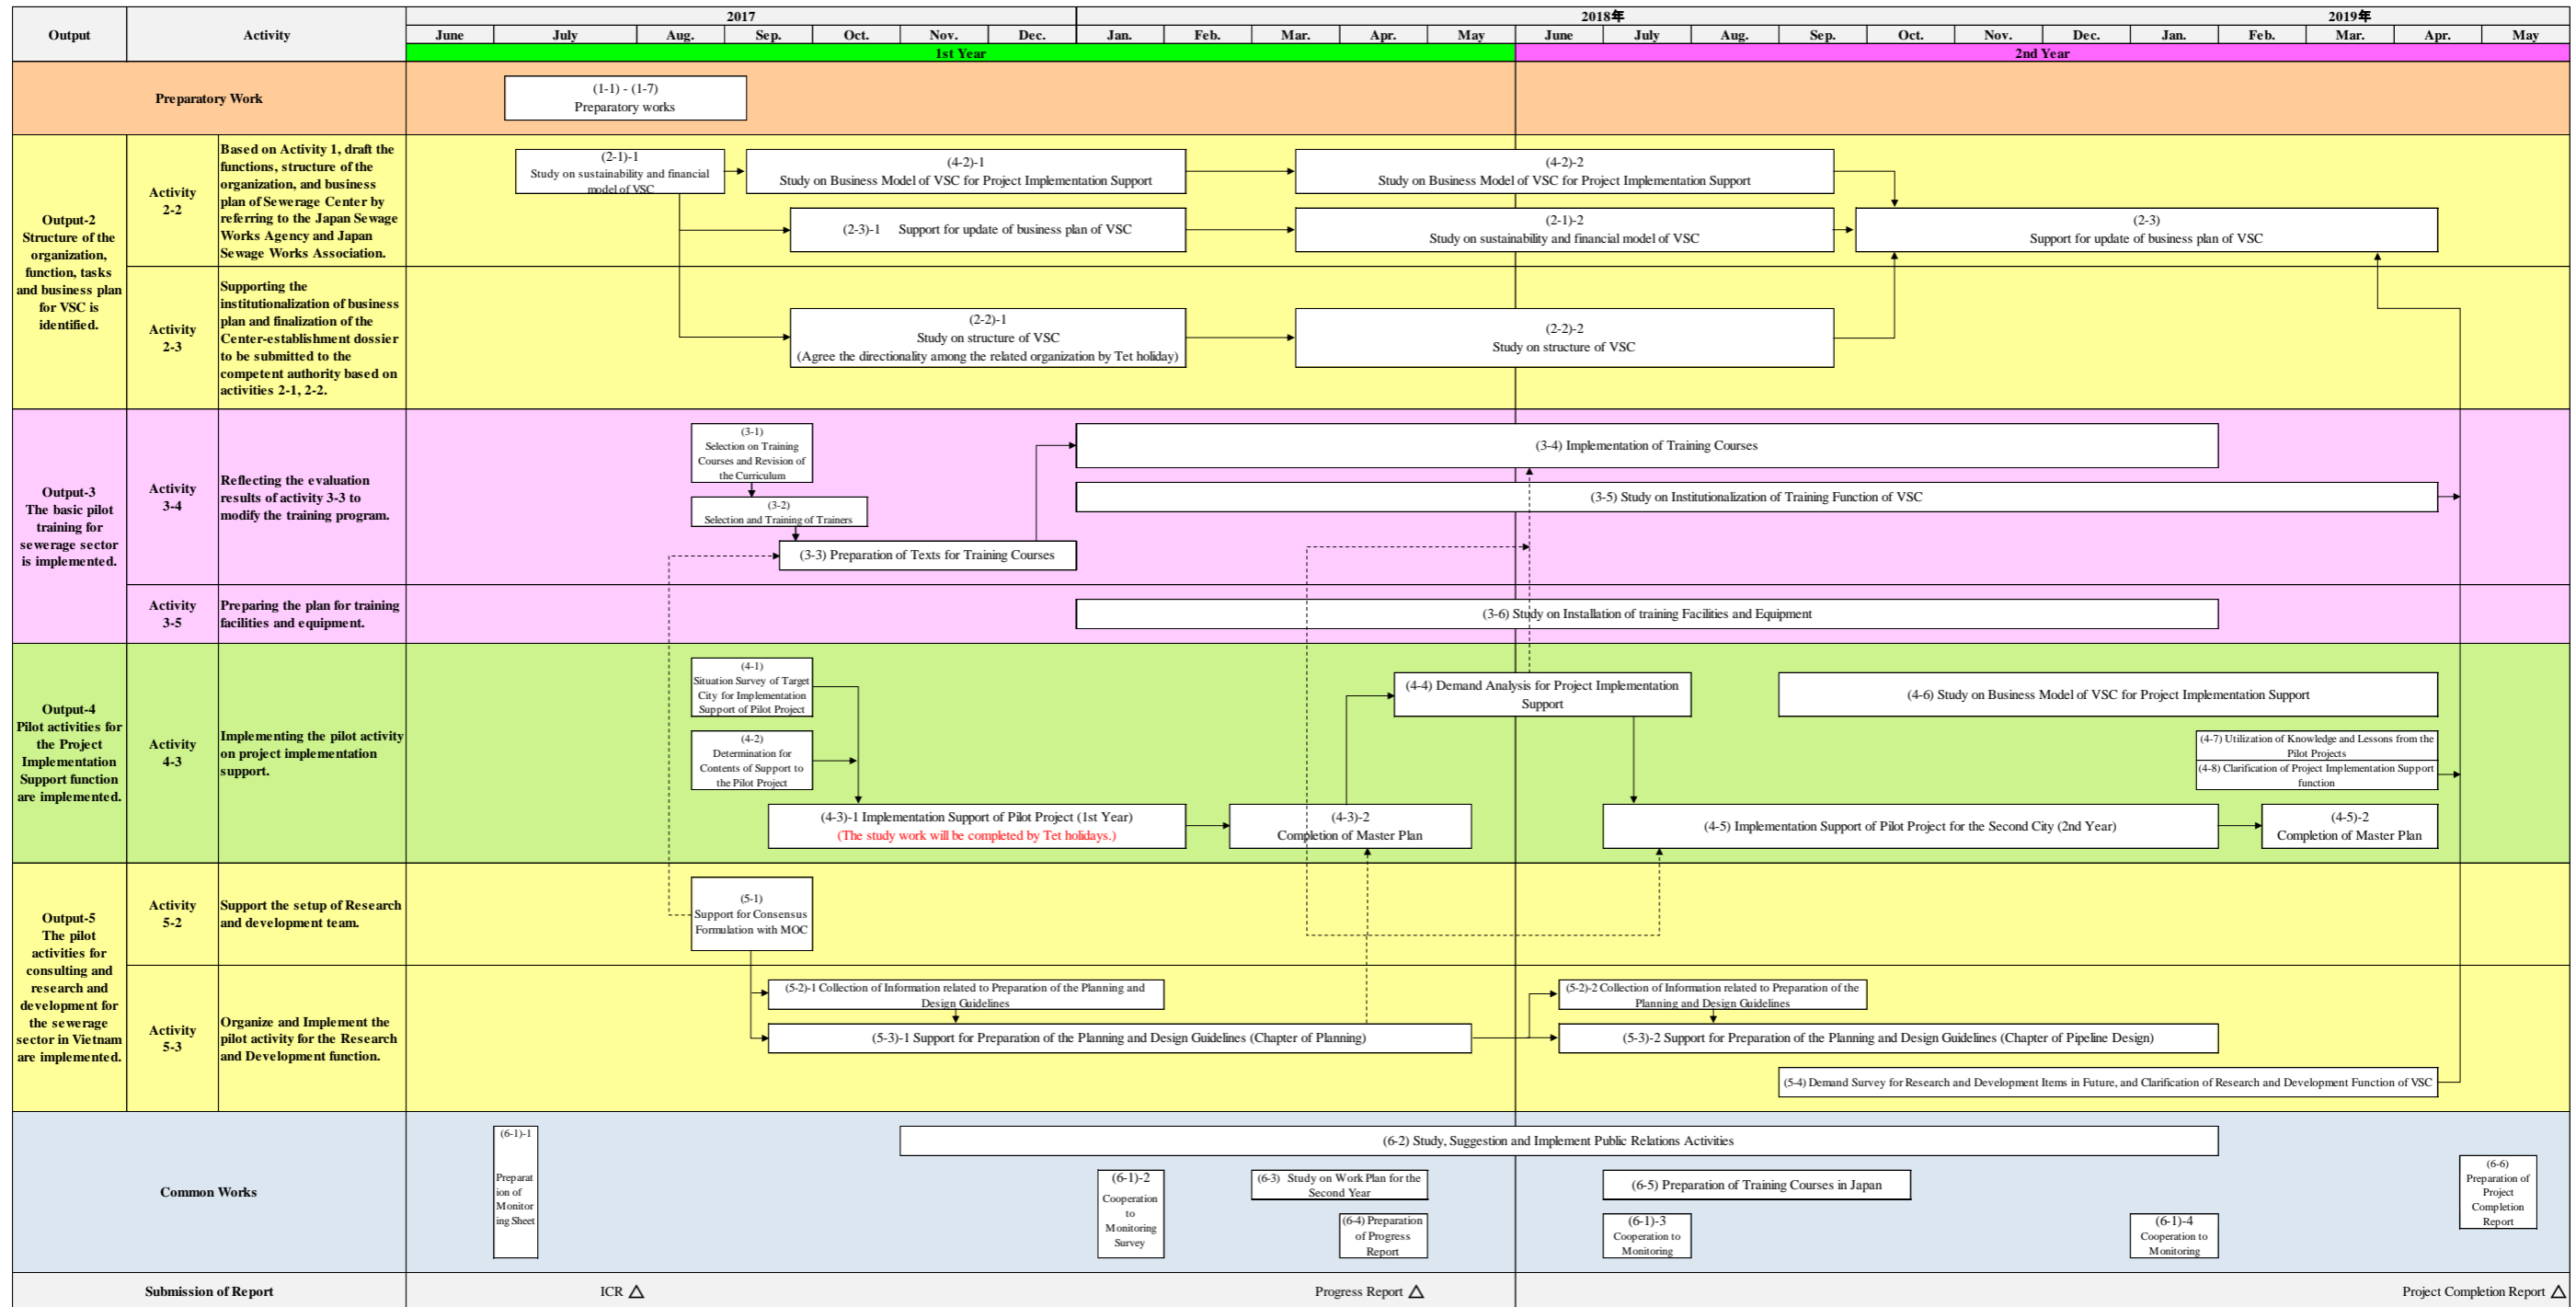 Output
Activity
2017
2018年
2019年
June
July
Aug.
Sep.
Oct.
Nov.
Dec.
Jan.
Feb.
Mar.
Apr.
May
June
July
Aug.
Sep.
Oct.
Nov.
Dec.
Jan.
Feb.
Mar.
Apr.
May
1st Year
2nd Year
Preparatory Work
(1-1) - (1-7)
Preparatory works
Output-2
Structure of the
organization,
function, tasks
and business plan
for VSC is
identified.
Activity
2-2
Based on Activity 1, draft the
functions, structure of the
organization, and business
plan of Sewerage Center by
referring to the Japan Sewage
Works Agency and Japan
Sewage Works Association.
(2-1)-1
Study on sustainability and financial
model of VSC
(4-2)-1
Study on Business Model of VSC for Project Implementation Support
(4-2)-2
Study on Business Model of VSC for Project Implementation Support
(2-3)-1 Support for update of business plan of VSC
(2-1)-2
Study on sustainability and financial model of VSC
(2-3)
Support for update of business plan of VSC
Activity
2-3
Supporting the
institutionalization of business
plan and finalization of the
Center-establishment dossier
to be submitted to the
competent authority based on
activities 2-1, 2-2.
(2-2)-1
Study on structure of VSC
(Agree the directionality among the related organization by Tet holiday)
(2-2)-2
Study on structure of VSC
Output-3
The basic pilot
training for
sewerage sector
is implemented.
Activity
3-4
Reflecting the evaluation
results of activity 3-3 to
modify the training program.
(3-1)
Selection on Training
Courses and Revision of
the Curriculum
(3-2)
Selection and Training of Trainers
(3-3) Preparation of Texts for Training Courses
(3-4) Implementation of Training Courses
(3-5) Study on Institutionalization of Training Function of VSC
Activity
3-5
Preparing the plan for training
facilities and equipment.
(3-6) Study on Installation of training Facilities and Equipment
Output-4
Pilot activities for
the Project
Implementation
Support function
are implemented.
Activity
4-3
Implementing the pilot activity
on project implementation
support.
(4-1)
Situation Survey of Target
City for Implementation
Support of Pilot Project
(4-2)
Determination for
Contents of Support to
the Pilot Project
(4-3)-1 Implementation Support of Pilot Project (1st Year)
(The study work will be completed by Tet holidays.)
(4-3)-2
Completion of Master Plan
(4-4) Demand Analysis for Project Implementation
Support
(4-5) Implementation Support of Pilot Project for the Second City (2nd Year)
(4-6) Study on Business Model of VSC for Project Implementation Support
(4-7) Utilization of Knowledge and Lessons from the
Pilot Projects
(4-8) Clarification of Project Implementation Support
function
(4-5)-2
Completion of Master Plan
Output-5
The pilot
activities for
consulting and
research and
development for
the sewerage
sector in Vietnam
are implemented.
Activity
5-2
Support the setup of Research
and development team.
(5-1)
Support for Consensus
Formulation with MOC
Activity
5-3
Organize and Implement the
pilot activity for the Research
and Development function.
(5-2)-1 Collection of Information related to Preparation of the Planning and
Design Guidelines
(5-3)-1 Support for Preparation of the Planning and Design Guidelines (Chapter of Planning)
(5-2)-2 Collection of Information related to Preparation of the
Planning and Design Guidelines
(5-3)-2 Support for Preparation of the Planning and Design Guidelines (Chapter of Pipeline Design)
(5-4) Demand Survey for Research and Development Items in Future, and Clarification of Research and Development Function of VSC
Common Works
(6-1)-1
Preparat
ion of
Monitor
ing Sheet
(6-2) Study, Suggestion and Implement Public Relations Activities
(6-1)-2
Cooperation
to
Monitoring
Survey
(6-3) Study on Work Plan for the
Second Year
(6-4) Preparation
of Progress
Report
(6-5) Preparation of Training Courses in Japan
(6-1)-3
Cooperation to
Monitoring
(6-1)-4
Cooperation to
Monitoring
(6-6)
Preparation of
Project
Completion
Report
Submission of Report
ICR △
Progress Report △
Project Completion Report △